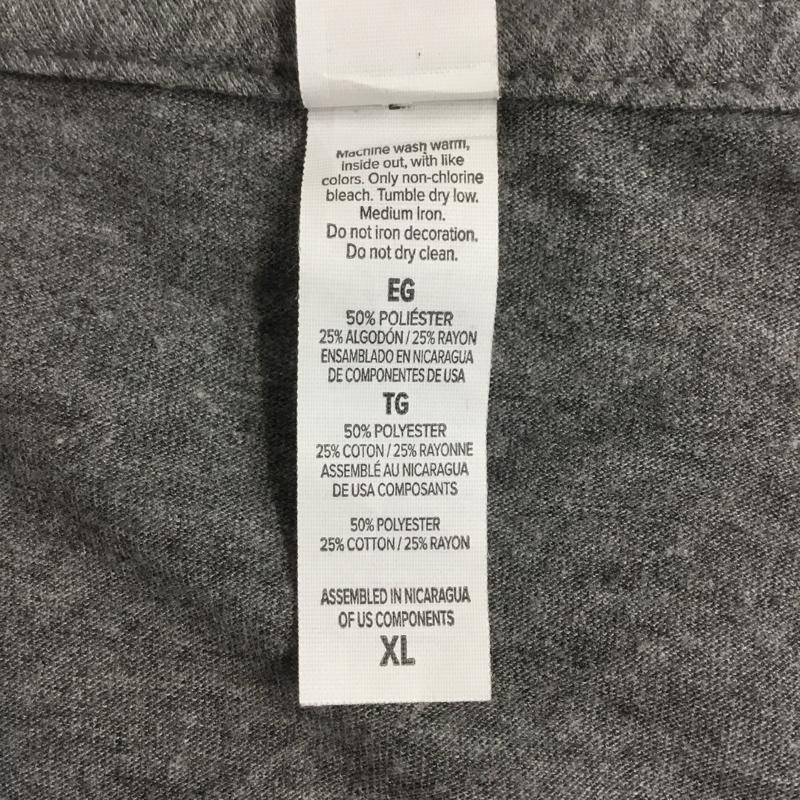 Machine wash warm,
inside out, with like
colors. Only non-chlorine
bleach. Tumble dry low.
Medium Iron.
Do not iron decoration.
Do not dry clean.
EG
50% POLIÉSTER
25% ALGODÓN / 25% RAYON
ENSAMBLADO EN NICARAGUA
DE COMPONENTES DE USA
TG
50% POLYESTER
25% COTON / 25% RAYONNE
ASSEMBLÉ AU NICARAGUA
DE USA COMPOSANTS
50% POLYESTER
25% COTTON / 25% RAYON
ASSEMBLED IN NICARAGUA
OF US COMPONENTS
XL